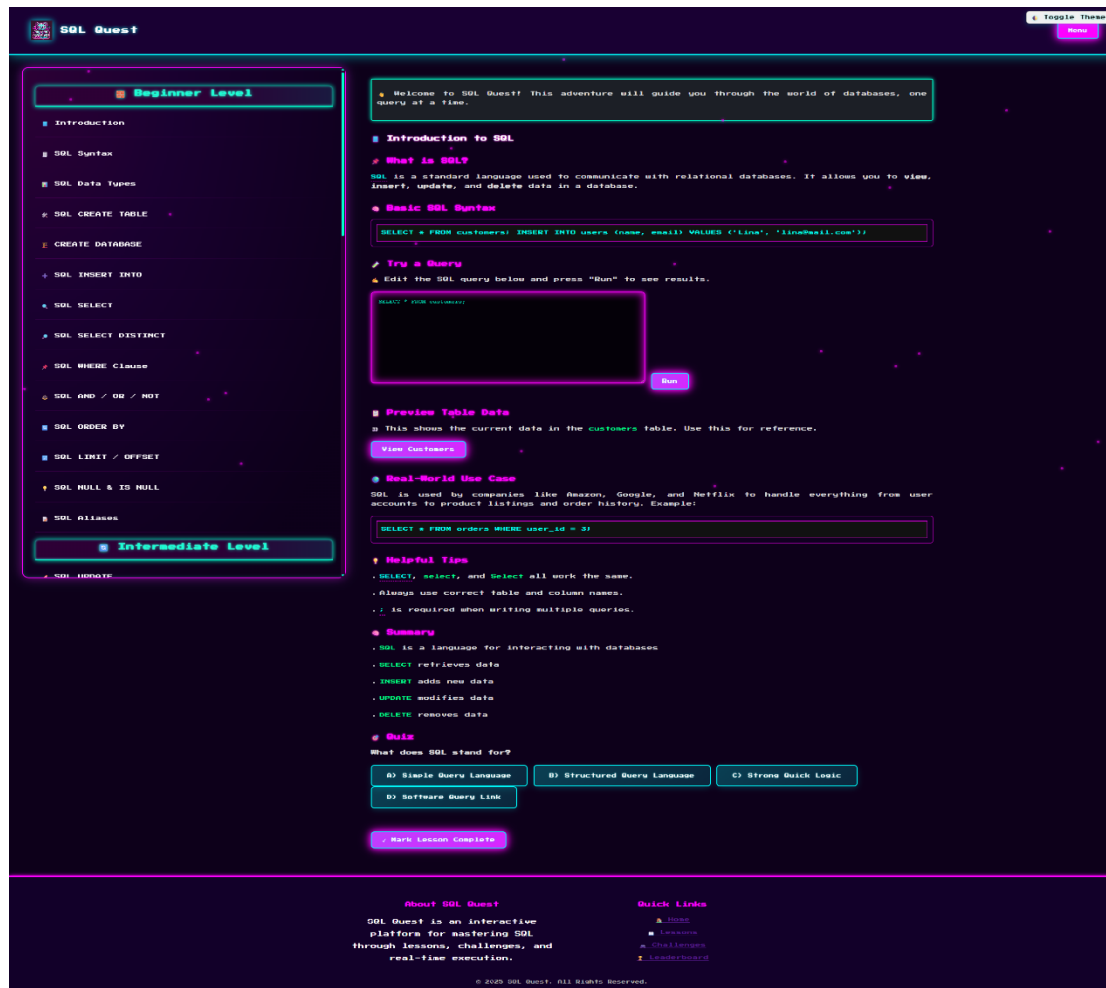 SQL Quest
Toggle Theme
Menu
Beginner Level
Introduction
SQL Syntax
SQL Data Types
SQL CREATE TABLE
CREATE DATABASE
SQL INSERT INTO
SQL SELECT
SQL SELECT DISTINCT
SQL WHERE Clause
SQL AND / OR / NOT
SQL ORDER BY
SQL LIMIT / OFFSET
SQL NULL & IS NULL
SQL Aliases
Intermediate Level
SQL UPDATE
Welcome to SQL Quest! This adventure will guide you through the world of databases, one
query at a time.
Introduction to SQL
What is SQL?
SQL is a standard language used to communicate with relational databases. It allows you to view,
insert, update, and delete data in a database.
Basic SQL Syntax
SELECT * FROM customers; INSERT INTO users (name, email) VALUES ('Lina', 'lina@mail.com');
Try a Query
Edit the SQL query below and press "Run" to see results.
SELECT * FROM customers;
Run
Preview Table Data
This shows the current data in the customers table. Use this for reference.
View Customers
Real-World Use Case
SQL is used by companies like Amazon, Google, and Netflix to handle everything from user
accounts to product listings and order history. Example:
SELECT * FROM orders WHERE user_id = 3;
Helpful Tips
. SELECT, select, and Select all work the same.
. Always use correct table and column names.
. ; is required when writing multiple queries.
Summary
. SQL is a language for interacting with databases
. SELECT retrieves data
. INSERT adds new data
. UPDATE modifies data
. DELETE removes data
Quiz
What does SQL stand for?
A) Simple Query Language
B) Structured Query Language
C) Strong Quick Logic
D) Software Query Link
✓ Mark Lesson Complete
About SQL Quest
SQL Quest is an interactive
platform for mastering SQL
through lessons, challenges, and
real-time execution.
Quick Links
Home
Lessons
Challenges
Leaderboard
© 2025 SQL Quest. All Rights Reserved.